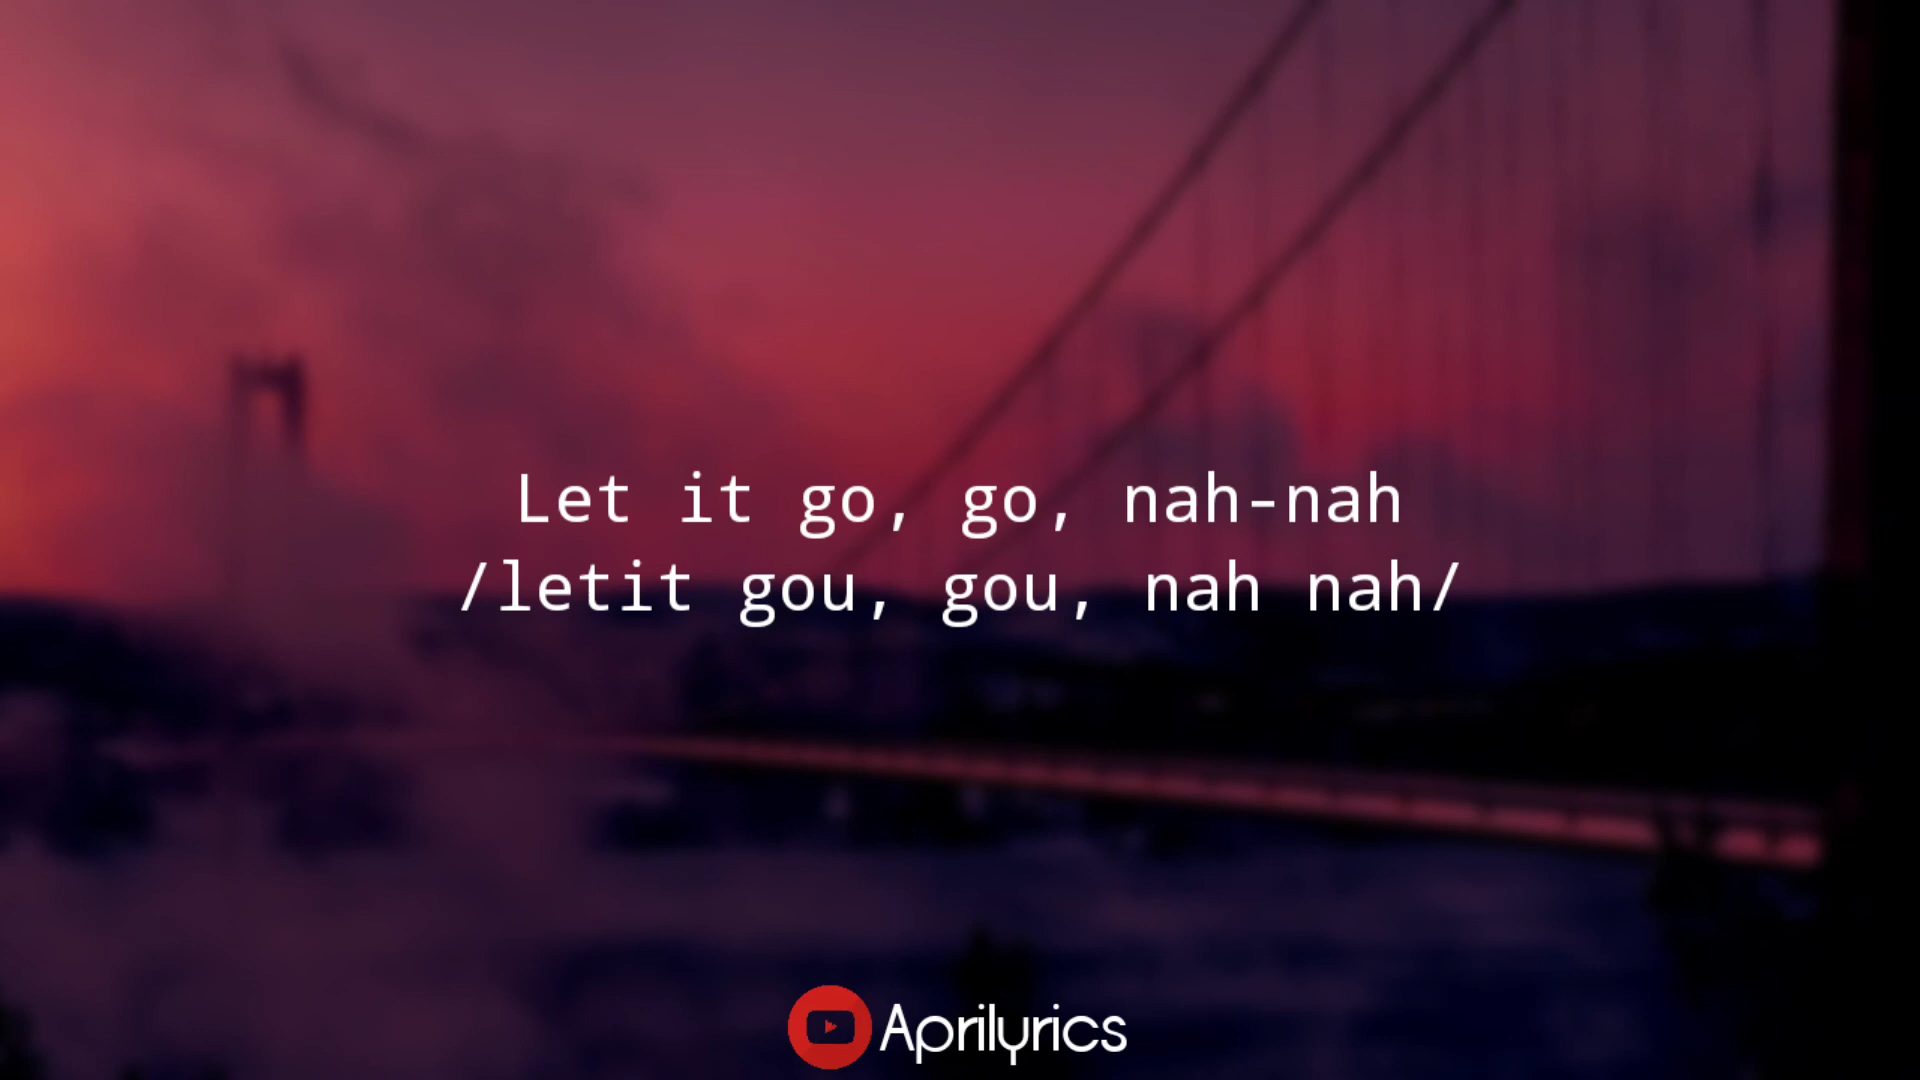 Let it go, go, nah-nah
/letit gou, gou, nah nah/
Aprilyrics